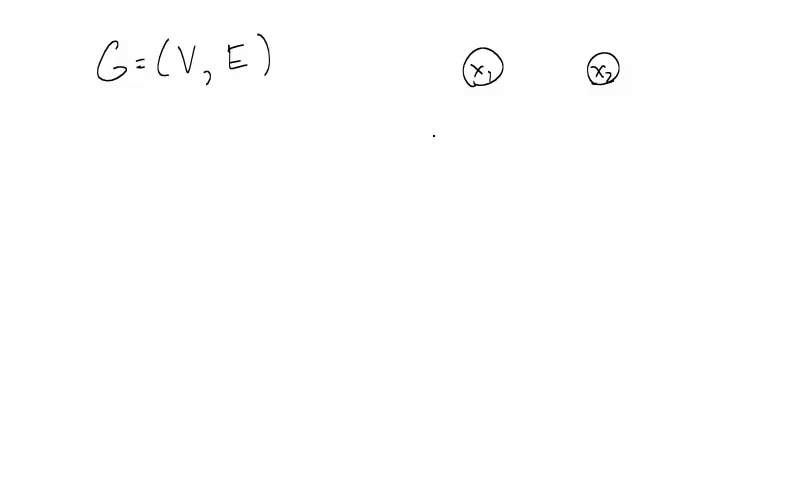 G = (V, E)
x₁ x₂